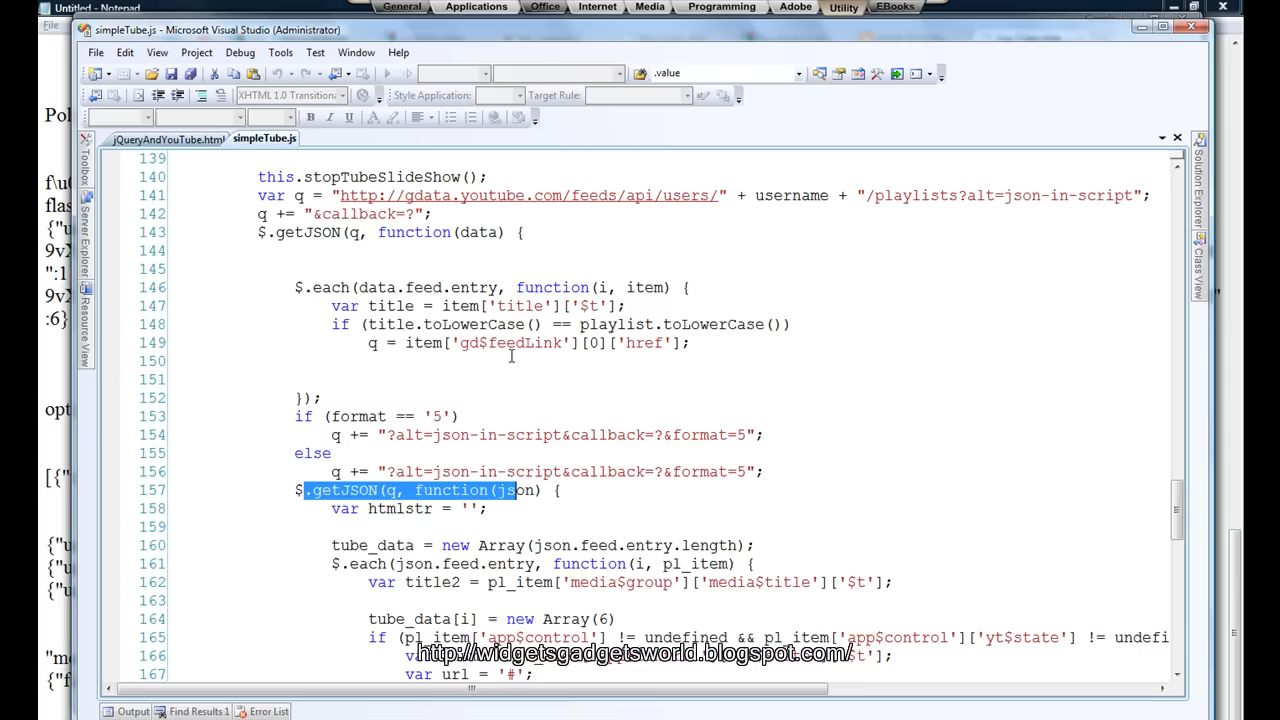 Untitled - Notepad
General Applications Office Internet Media Programming Adobe Utility EBooks
simpleTube.js - Microsoft Visual Studio (Administrator)
File Edit View Project Debug Tools Test Window Help
.value
XHTML 1.0 Transition
Style Application:
Target Rule:
jQueryAndYouTube.html simpleTube.js
Toolbox
Server Explorer
Resource View
Solution Explorer
Class View
139
140 this.stopTubeSlideShow();
141 var q = "http://gdata.youtube.com/feeds/api/users/" + username + "/playlists?alt=json-in-script";
142 q += "&callback=?";
143 $.getJSON(q, function(data) {
144
145
146 $.each(data.feed.entry, function(i, item) {
147 var title = item['title']['$t'];
148 if (title.toLowerCase() == playlist.toLowerCase())
149 q = item['gd$feedLink'][0]['href'];
150
151
152 });
153 if (format == '5')
154 q += "?alt=json-in-script&callback=?&format=5";
155 else
156 q += "?alt=json-in-script&callback=?&format=5";
157 $.getJSON(q, function(json) {
158 var htmlstr = '';
159
160 tube_data = new Array(json.feed.entry.length);
161 $.each(json.feed.entry, function(i, pl_item) {
162 var title2 = pl_item['media$group']['media$title']['$t'];
163
164 tube_data[i] = new Array(6)
165 if (pl_item['app$control'] != undefined && pl_item['app$control']['yt$state'] != undefi
http://widgetsgadgetsworld.blogspot.com/
166
167 var url = '#';
Output Find Results 1 Error List